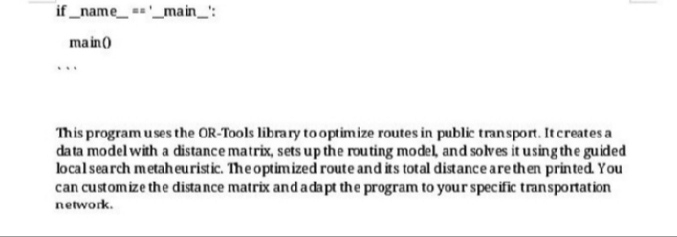 if _name_ == '_main_':
main()
```
This program uses the OR-Tools library to optimize routes in public transport. It creates a
data model with a distance matrix, sets up the routing model, and solves it using the guided
local search metaheuristic. The optimized route and its total distance are then printed. You
can customize the distance matrix and adapt the program to your specific transportation
network.